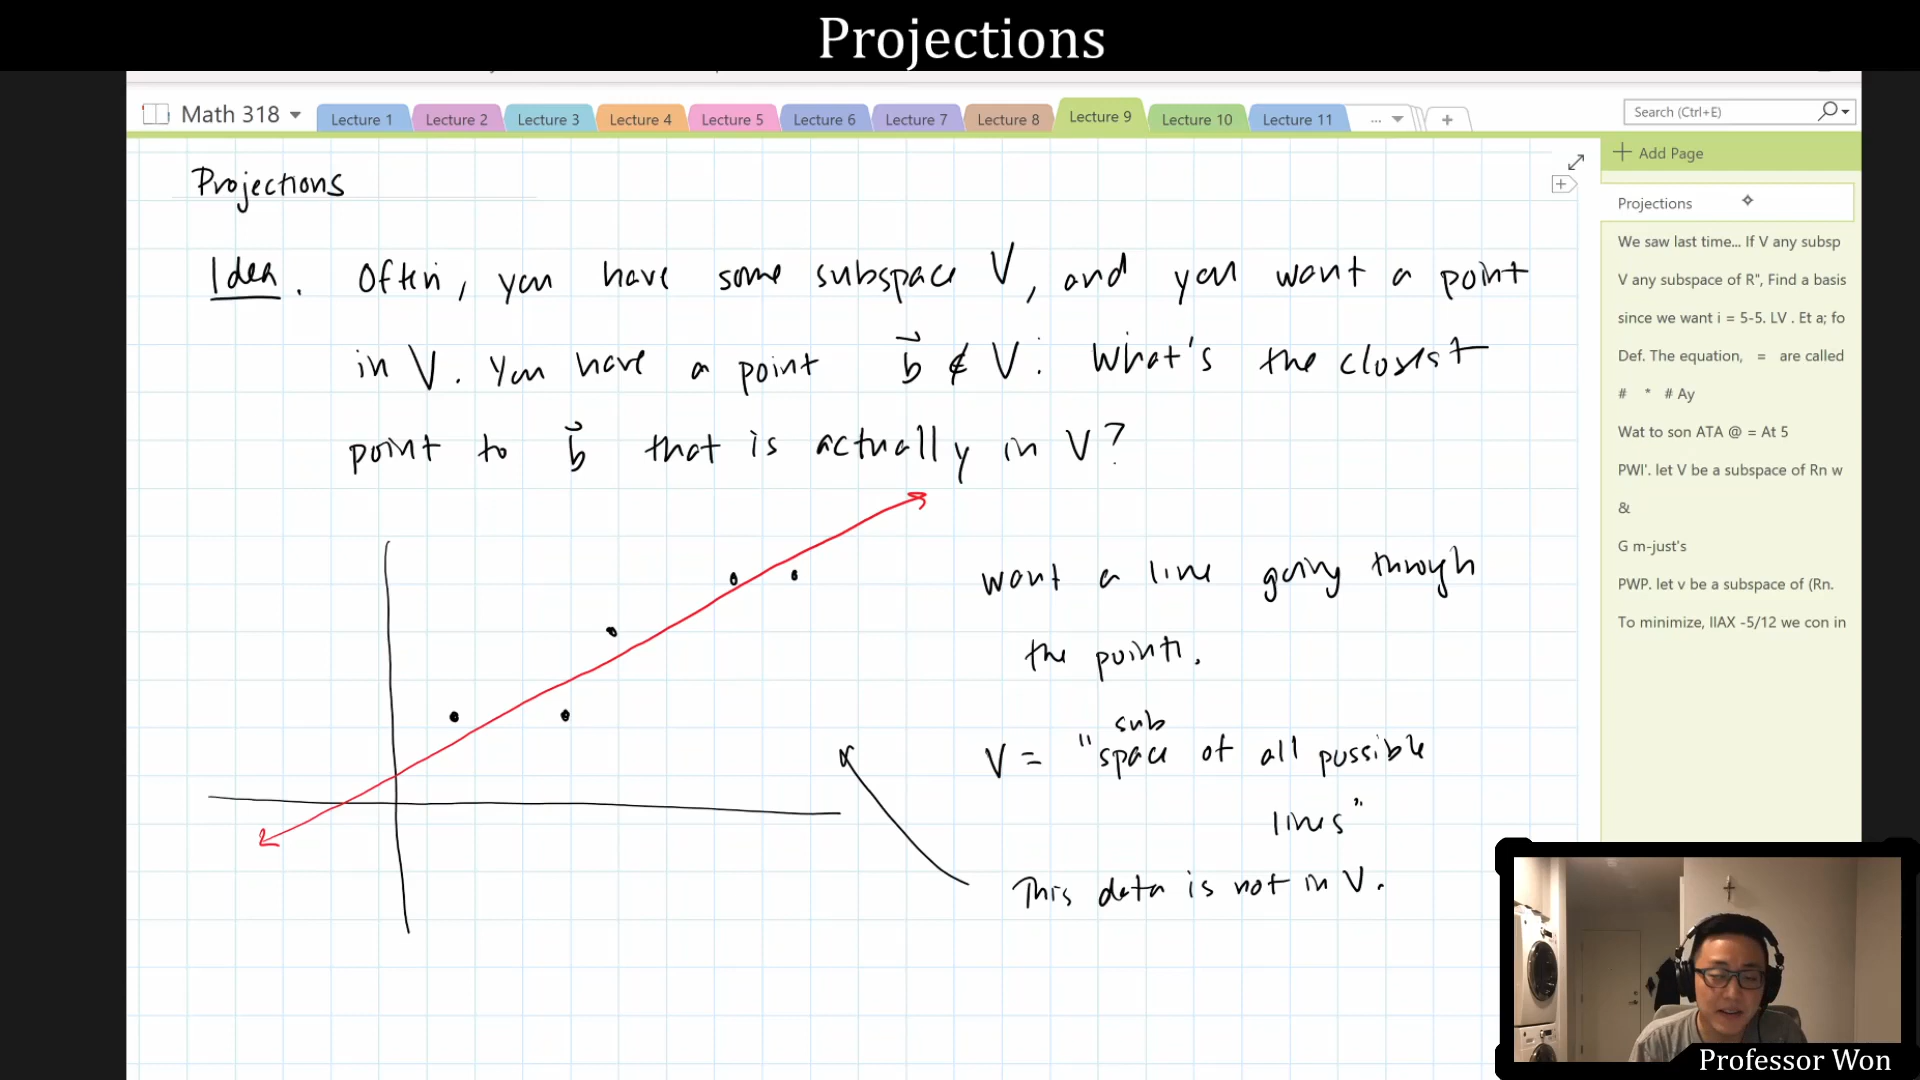 Projections
Math 318
Lecture 1
Lecture 2
Lecture 3
Lecture 4
Lecture 5
Lecture 6
Lecture 7
Lecture 8
Lecture 9
Lecture 10
Lecture 11
...
Search (Ctrl+E)
Add Page
Projections
Idea. Often, you have some subspace V, and you want a point
in V. You have a point b⃗ ∉ V. What's the closest
point to b⃗ that is actually in V?
want a line going through
the points.
sub
V = "space of all possible
lines"
This data is not in V.
Projections
We saw last time... If V any subsp
V any subspace of R", Find a basis
since we want i = 5-5. LV . Et a; fo
Def. The equation, = are called
# * # Ay
Wat to son ATA @ = At 5
PWI'. let V be a subspace of Rn w
&
G m-just's
PWP. let v be a subspace of (Rn.
To minimize, IIAX -5/12 we con in
Professor Won